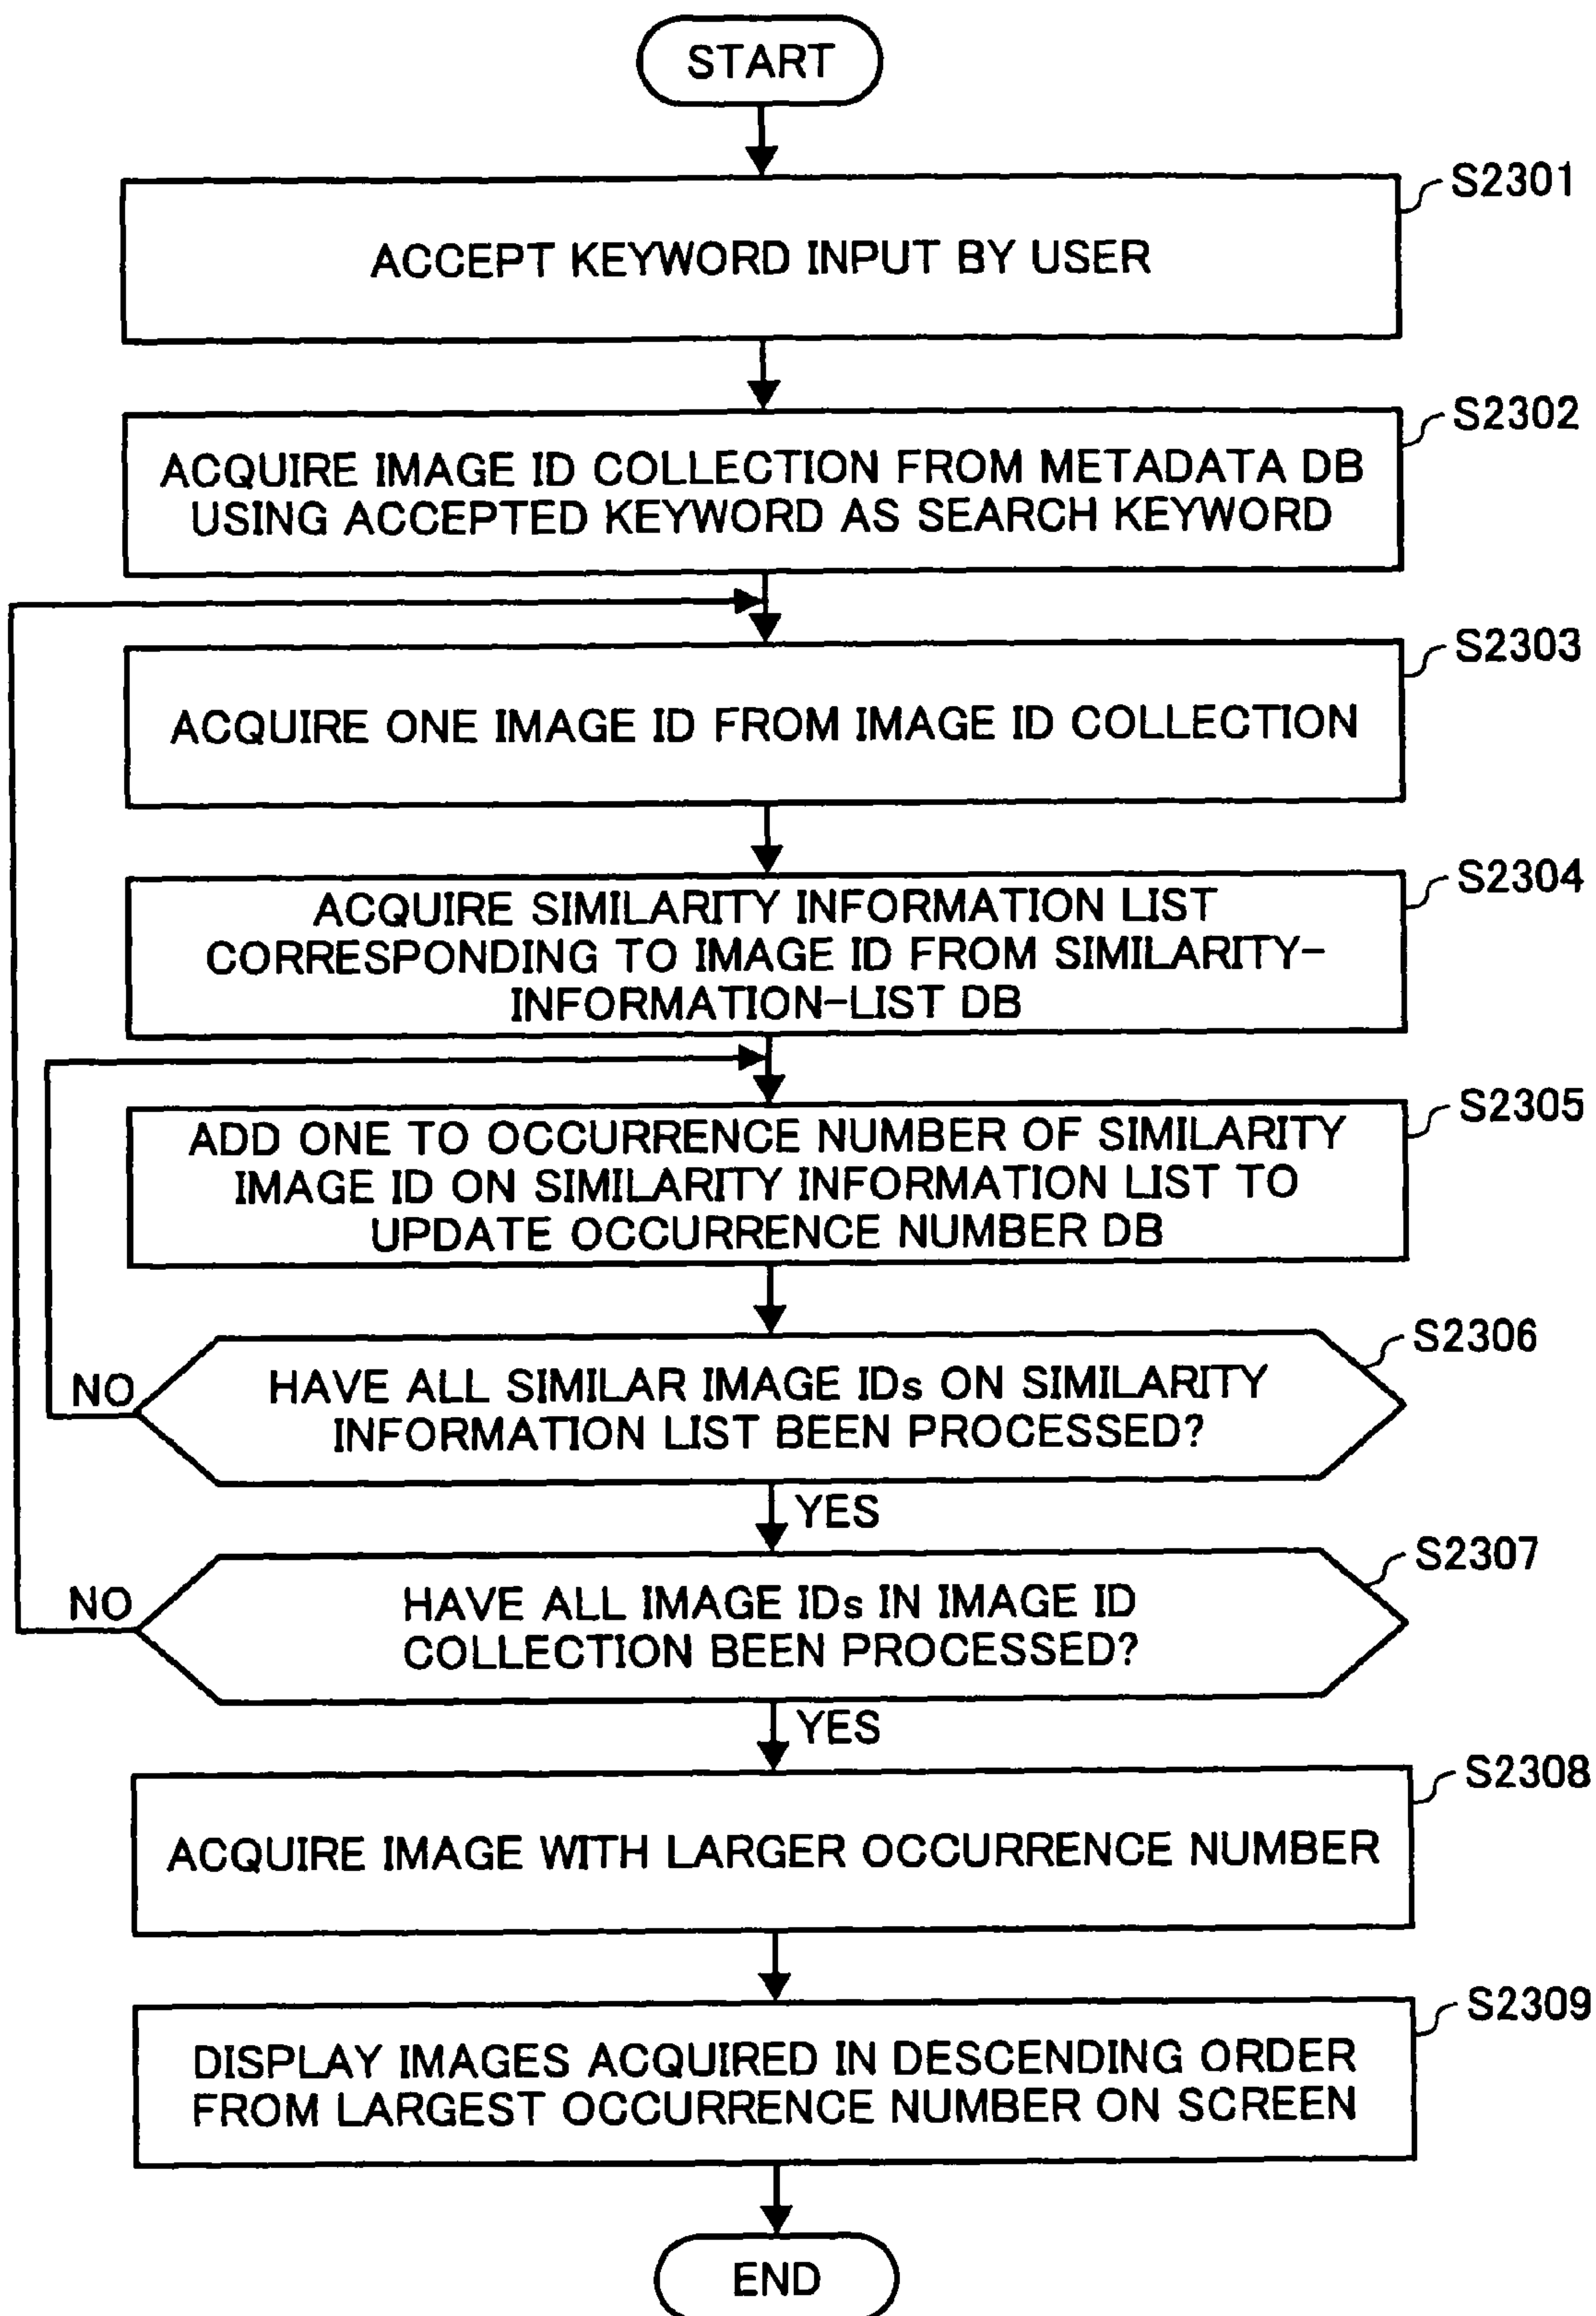 START
S2301
ACCEPT KEYWORD INPUT BY USER
S2302
ACQUIRE IMAGE ID COLLECTION FROM METADATA DB
USING ACCEPTED KEYWORD AS SEARCH KEYWORD
S2303
ACQUIRE ONE IMAGE ID FROM IMAGE ID COLLECTION
S2304
ACQUIRE SIMILARITY INFORMATION LIST
CORRESPONDING TO IMAGE ID FROM SIMILARITY-
INFORMATION-LIST DB
S2305
ADD ONE TO OCCURRENCE NUMBER OF SIMILARITY
IMAGE ID ON SIMILARITY INFORMATION LIST TO
UPDATE OCCURRENCE NUMBER DB
S2306
NO
HAVE ALL SIMILAR IMAGE IDs ON SIMILARITY
INFORMATION LIST BEEN PROCESSED?
YES
S2307
NO
HAVE ALL IMAGE IDs IN IMAGE ID
COLLECTION BEEN PROCESSED?
YES
S2308
ACQUIRE IMAGE WITH LARGER OCCURRENCE NUMBER
S2309
DISPLAY IMAGES ACQUIRED IN DESCENDING ORDER
FROM LARGEST OCCURRENCE NUMBER ON SCREEN
END